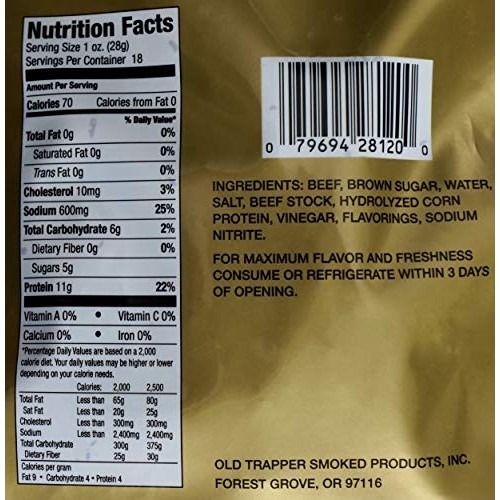 Nutrition Facts
Serving Size 1 oz. (28g)
Servings Per Container 18
Amount Per Serving
Calories 70 Calories from Fat 0
% Daily Value*
Total Fat 0g 0%
Saturated Fat 0g 0%
Trans Fat 0g 0%
Cholesterol 10mg 3%
Sodium 600mg 25%
Total Carbohydrate 6g 2%
Dietary Fiber 0g 0%
Sugars 5g
Protein 11g 22%
Vitamin A 0% • Vitamin C 0%
Calcium 0% • Iron 0%
*Percentage Daily Values are based on a 2,000
calorie diet. Your daily values may be higher or lower
depending on your calorie needs.
Calories: 2,000 2,500
Total Fat Less than 65g 80g
Sat Fat Less than 20g 25g
Cholesterol Less than 300mg 300mg
Sodium Less than 2,400mg 2,400mg
Total Carbohydrate 300g 375g
Dietary Fiber 25g 30g
Calories per gram
Fat 9 • Carbohydrate 4 • Protein 4
0 79694 28120 0
INGREDIENTS: BEEF, BROWN SUGAR, WATER,
SALT, BEEF STOCK, HYDROLYZED CORN
PROTEIN, VINEGAR, FLAVORINGS, SODIUM
NITRITE.
FOR MAXIMUM FLAVOR AND FRESHNESS
CONSUME OR REFRIGERATE WITHIN 3 DAYS
OF OPENING.
OLD TRAPPER SMOKED PRODUCTS, INC.
FOREST GROVE, OR 97116